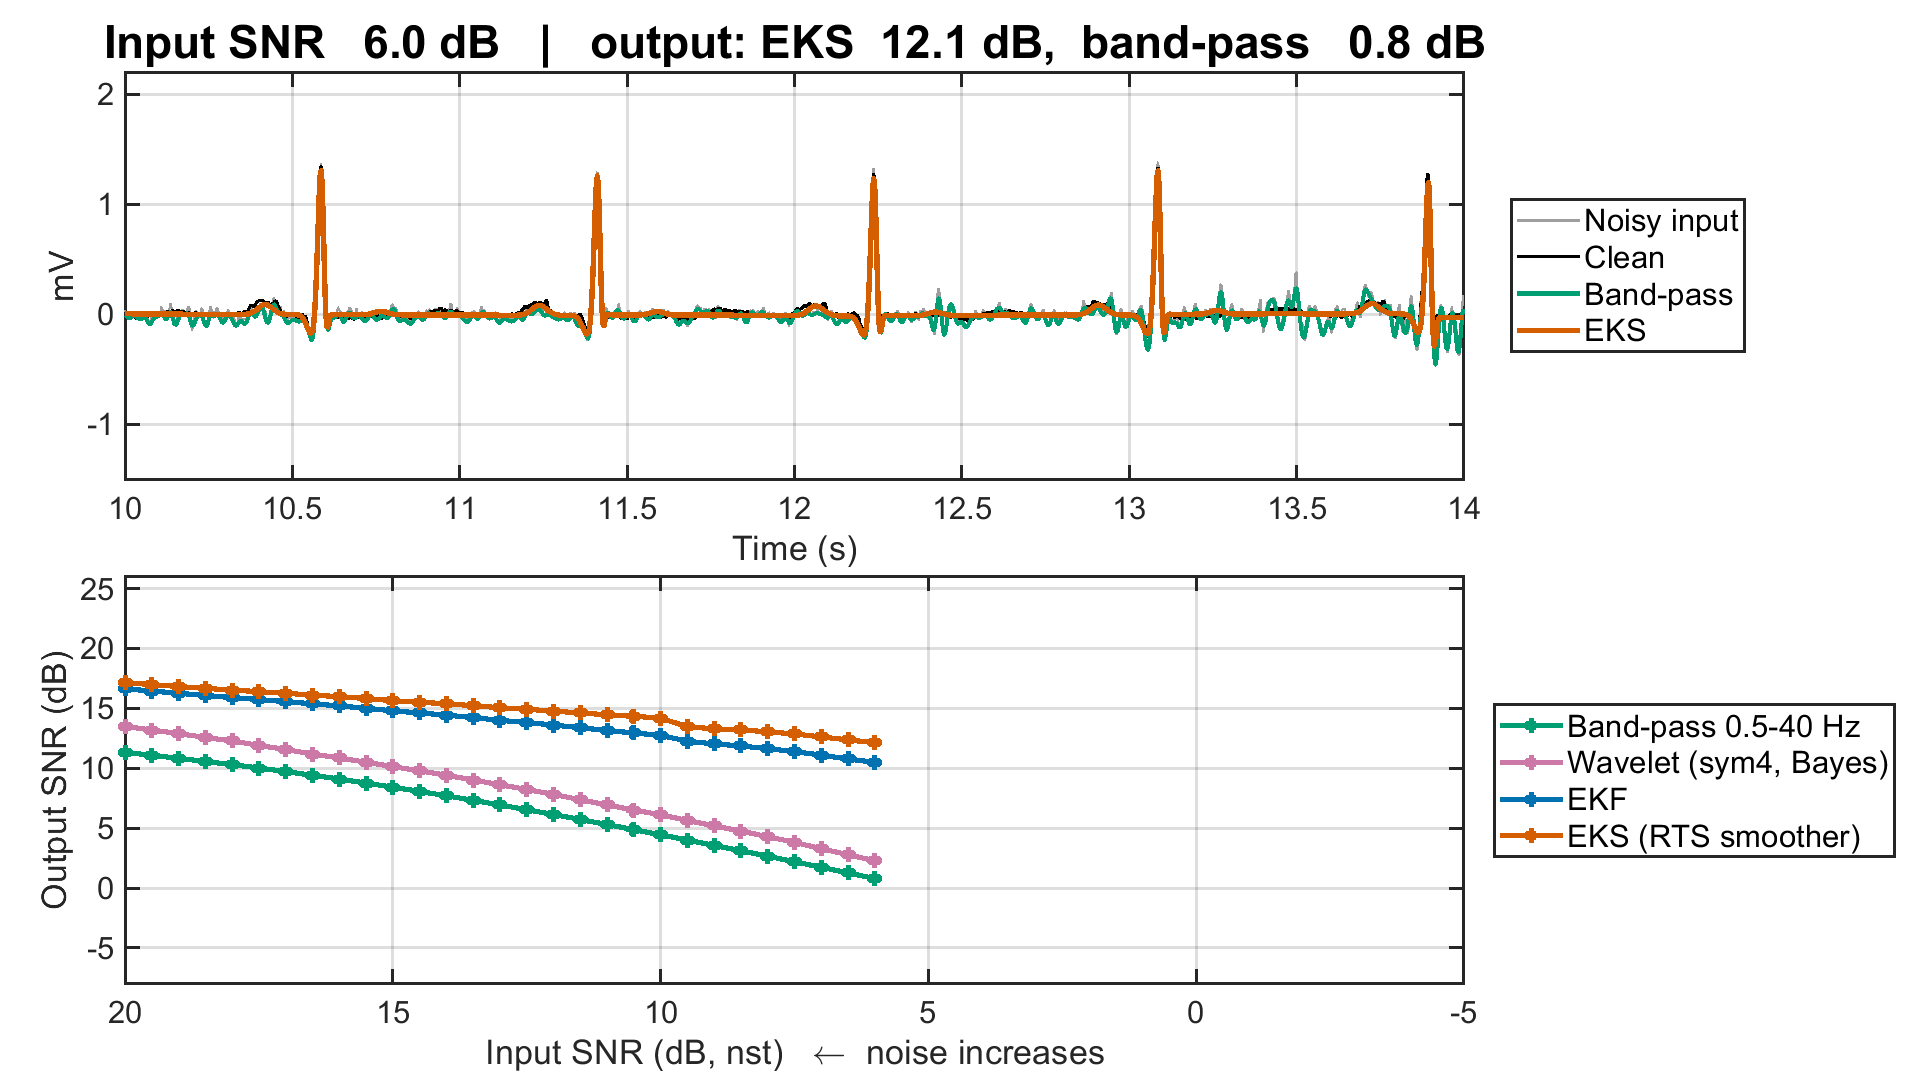 Input SNR   6.0 dB   |   output: EKS  12.1 dB,  band-pass   0.8 dB
mV
2
1
0
-1
10 10.5 11 11.5 12 12.5 13 13.5 14
Time (s)
Noisy input
Clean
Band-pass
EKS
Output SNR (dB)
25
20
15
10
5
0
-5
20 15 10 5 0 -5
Input SNR (dB, nst)   ←  noise increases
Band-pass 0.5-40 Hz
Wavelet (sym4, Bayes)
EKF
EKS (RTS smoother)